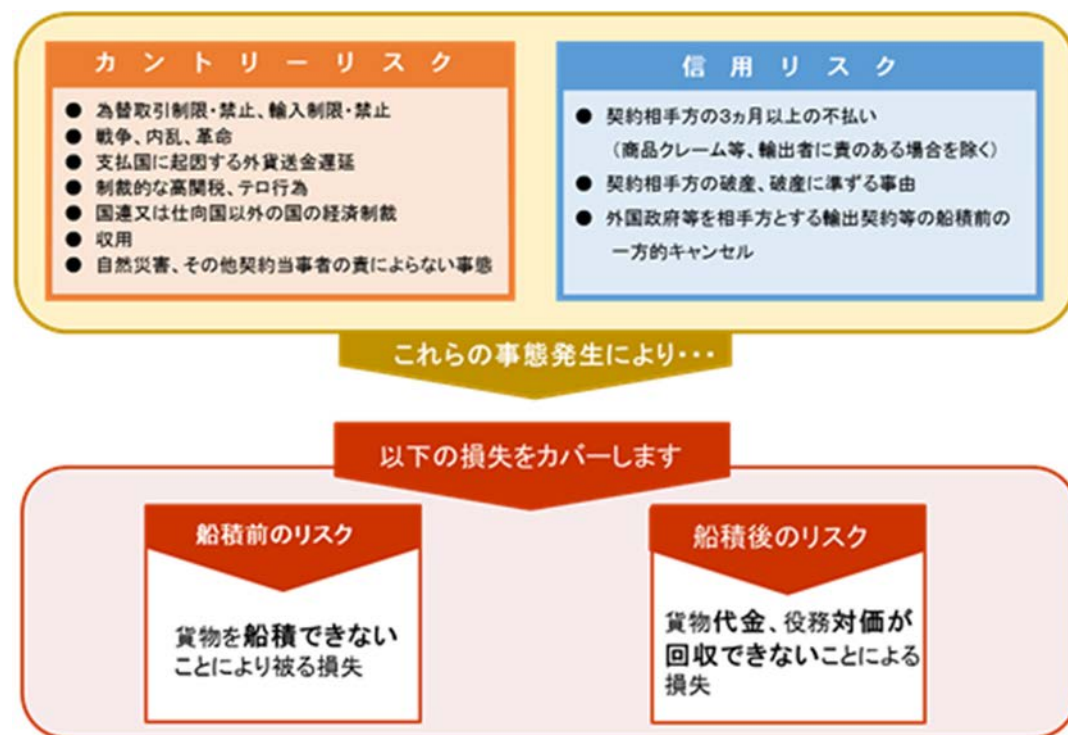 カントリーリスク
● 為替取引制限・禁止、輸入制限・禁止
● 戦争、内乱、革命
● 支払国に起因する外貨送金遅延
● 制裁的な高関税、テロ行為
● 国連又は仕向国以外の国の経済制裁
● 収用
● 自然災害、その他契約当事者の責によらない事態
信用リスク
● 契約相手方の3ヵ月以上の不払い
（商品クレーム等、輸出者に責のある場合を除く）
● 契約相手方の破産、破産に準ずる事由
● 外国政府等を相手方とする輸出契約等の船積前の
一方的キャンセル
これらの事態発生により・・・
以下の損失をカバーします
船積前のリスク
貨物を船積できない
ことにより被る損失
船積後のリスク
貨物代金、役務対価が
回収できないことによる
損失